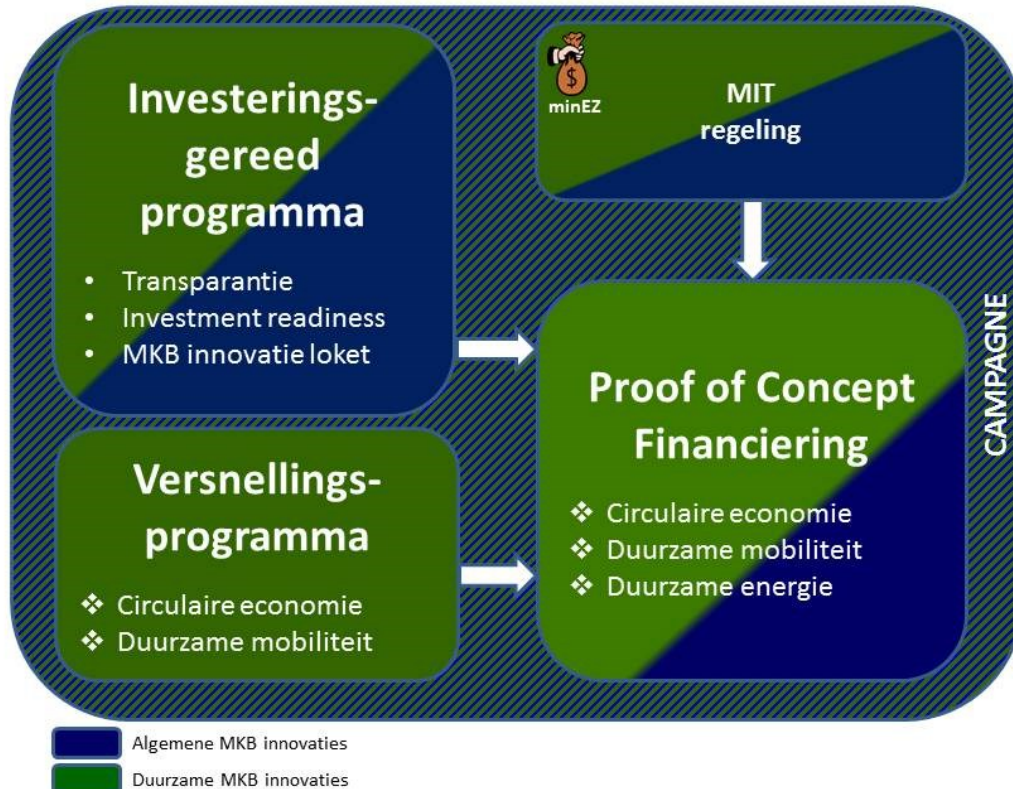 Investerings-
gereed
programma
• Transparantie
• Investment readiness
• MKB innovatie loket
$
minEZ
MIT
regeling
Versnellings-
programma
❖ Circulaire economie
❖ Duurzame mobiliteit
Proof of Concept
Financiering
❖ Circulaire economie
❖ Duurzame mobiliteit
❖ Duurzame energie
CAMPAGNE
Algemene MKB innovaties
Duurzame MKB innovaties